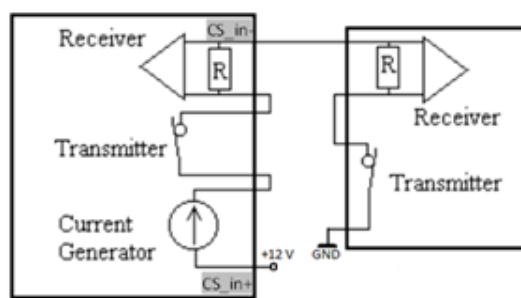 CS_in-
Receiver
R
Transmitter
Current
Generator
+12 V
CS_in+
R
Receiver
Transmitter
GND